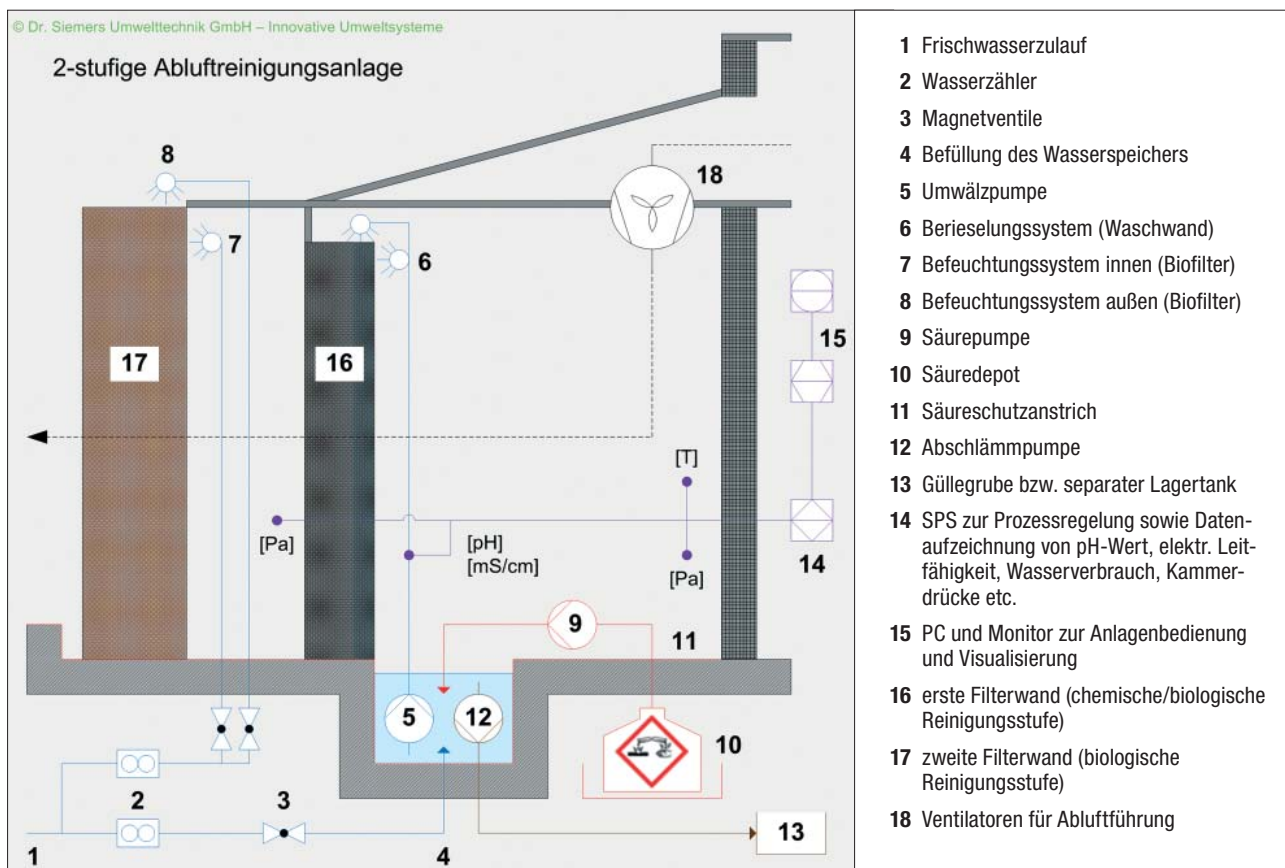 © Dr. Siemers Umwelttechnik GmbH – Innovative Umweltsysteme
2-stufige Abluftreinigungsanlage
8
18
7
6
15
17
16
[T]
[Pa]
[pH]
[mS/cm]
[Pa]
14
9
11
5
12
10
2
3
13
1
4
1 Frischwasserzulauf
2 Wasserzähler
3 Magnetventile
4 Befüllung des Wasserspeichers
5 Umwälzpumpe
6 Berieselungssystem (Waschwand)
7 Befeuchtungssystem innen (Biofilter)
8 Befeuchtungssystem außen (Biofilter)
9 Säurepumpe
10 Säuredepot
11 Säureschutzanstrich
12 Abschlämmpumpe
13 Güllegrube bzw. separater Lagertank
14 SPS zur Prozessregelung sowie Daten-
aufzeichnung von pH-Wert, elektr. Leit-
fähigkeit, Wasserverbrauch, Kammer-
drücke etc.
15 PC und Monitor zur Anlagenbedienung
und Visualisierung
16 erste Filterwand (chemische/biologische
Reinigungsstufe)
17 zweite Filterwand (biologische
Reinigungsstufe)
18 Ventilatoren für Abluftführung